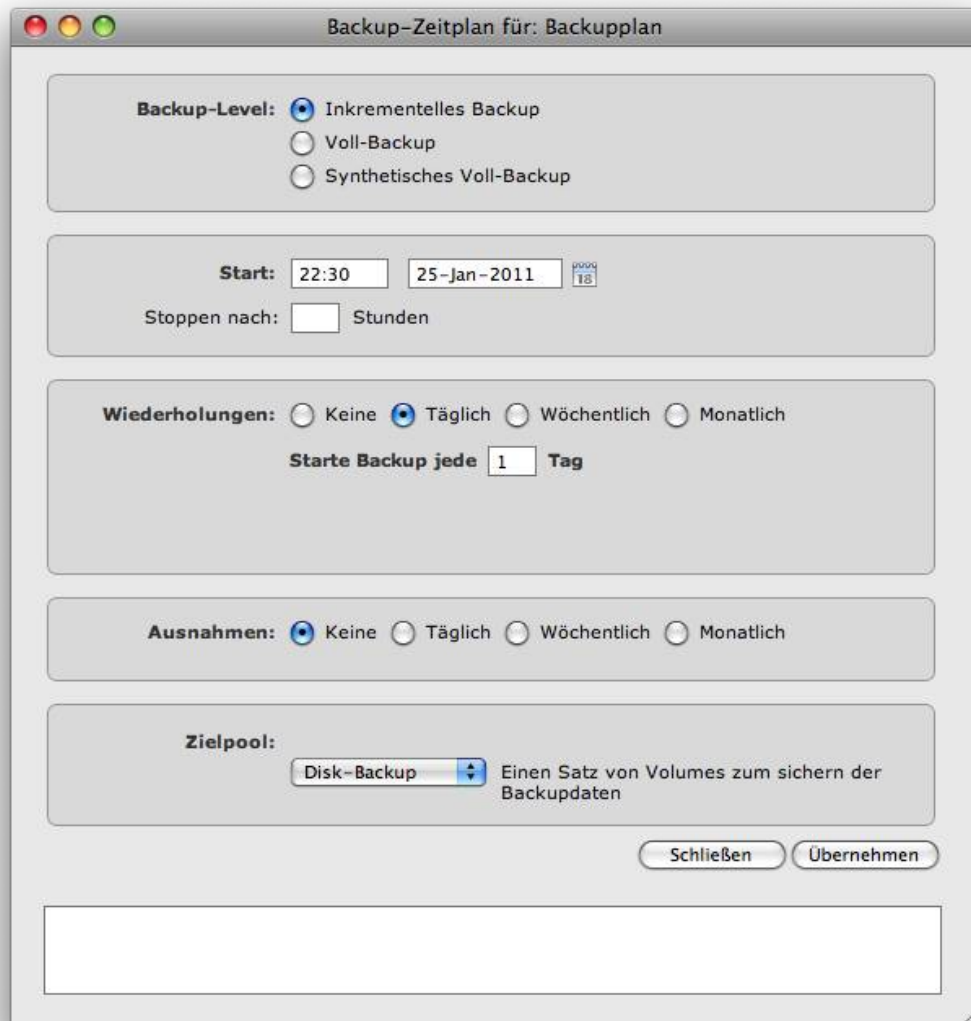 Backup-Zeitplan für: Backupplan
Backup-Level: Inkrementelles Backup
Voll-Backup
Synthetisches Voll-Backup
Start: 22:30 25-Jan-2011 18
Stoppen nach: Stunden
Wiederholungen: Keine Täglich Wöchentlich Monatlich
Starte Backup jede 1 Tag
Ausnahmen: Keine Täglich Wöchentlich Monatlich
Zielpool:
Disk-Backup Einen Satz von Volumes zum sichern der
Backupdaten
Schließen Übernehmen